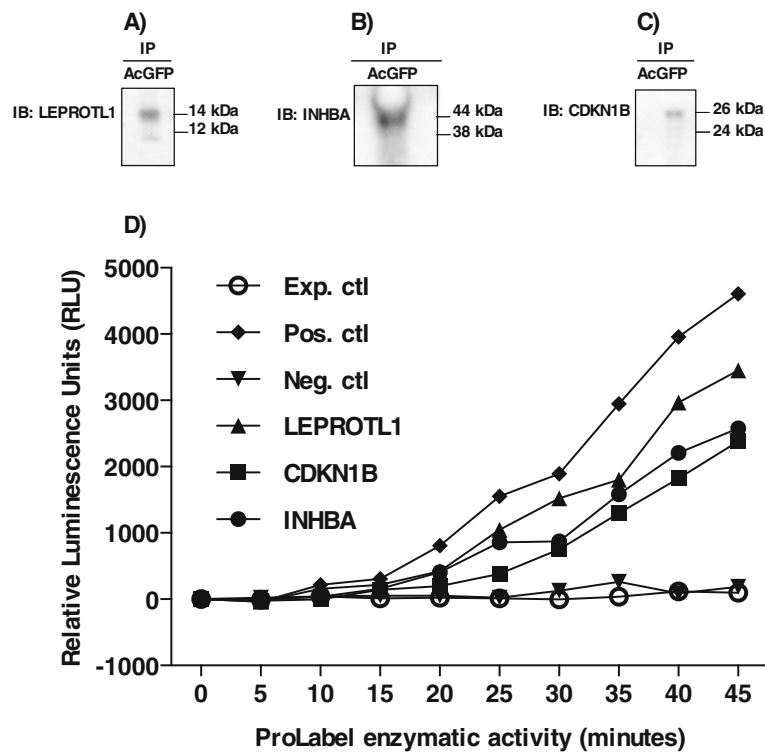 A)
IP
AcGFP
IB: LEPROTL1
14 kDa
12 kDa
B)
IP
AcGFP
IB: INHBA
44 kDa
38 kDa
C)
IP
AcGFP
IB: CDKN1B
26 kDa
24 kDa
D)
Relative Luminescence Units (RLU)
5000
4000
3000
2000
1000
0
-1000
Exp. ctl
Pos. ctl
Neg. ctl
LEPROTL1
CDKN1B
INHBA
0 5 10 15 20 25 30 35 40 45
ProLabel enzymatic activity (minutes)